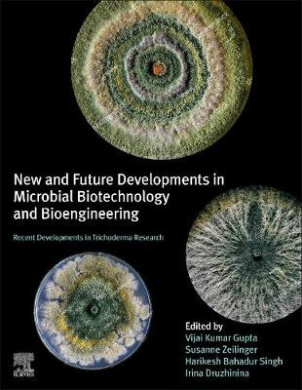 New and Future Developments in
Microbial Biotechnology
and Bioengineering
Recent Developments in Trichoderma Research
Edited by
Vijai Kumar Gupta
Susanne Zeilinger
Harikesh Bahadur Singh
Irina Druzhinina
ELSEVIER